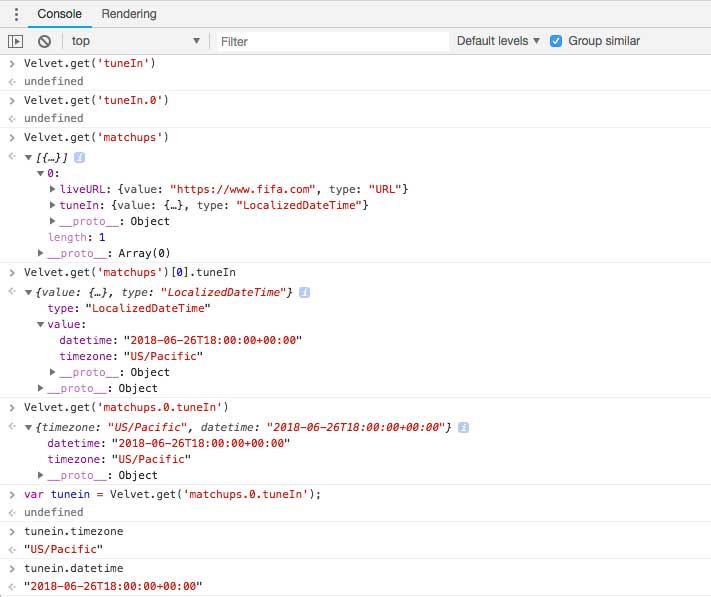 Console Rendering
top Filter Default levels Group similar
Velvet.get('tuneIn')
undefined
Velvet.get('tuneIn.0')
undefined
Velvet.get('matchups')
[{…}] i
0:
liveURL: {value: "https://www.fifa.com", type: "URL"}
tuneIn: {value: {…}, type: "LocalizedDateTime"}
__proto__: Object
length: 1
__proto__: Array(0)
Velvet.get('matchups')[0].tuneIn
{value: {…}, type: "LocalizedDateTime"} i
type: "LocalizedDateTime"
value:
datetime: "2018-06-26T18:00:00+00:00"
timezone: "US/Pacific"
__proto__: Object
__proto__: Object
Velvet.get('matchups.0.tuneIn')
{timezone: "US/Pacific", datetime: "2018-06-26T18:00:00+00:00"} i
datetime: "2018-06-26T18:00:00+00:00"
timezone: "US/Pacific"
__proto__: Object
var tunein = Velvet.get('matchups.0.tuneIn');
undefined
tunein.timezone
"US/Pacific"
tunein.datetime
"2018-06-26T18:00:00+00:00"